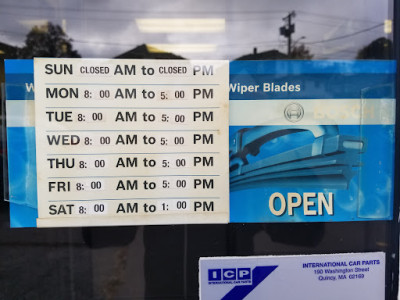 SUN CLOSED AM to CLOSED PM
MON 8:00 AM to 5:00 PM
TUE 8:00 AM to 5:00 PM
WED 8:00 AM to 5:00 PM
THU 8:00 AM to 5:00 PM
FRI 8:00 AM to 5:00 PM
SAT 8:00 AM to 1:00 PM
Wiper Blades
OPEN
ICP
INTERNATIONAL CAR PARTS
INTERNATIONAL CAR PARTS
160 Washington Street
Quincy, MA 02169